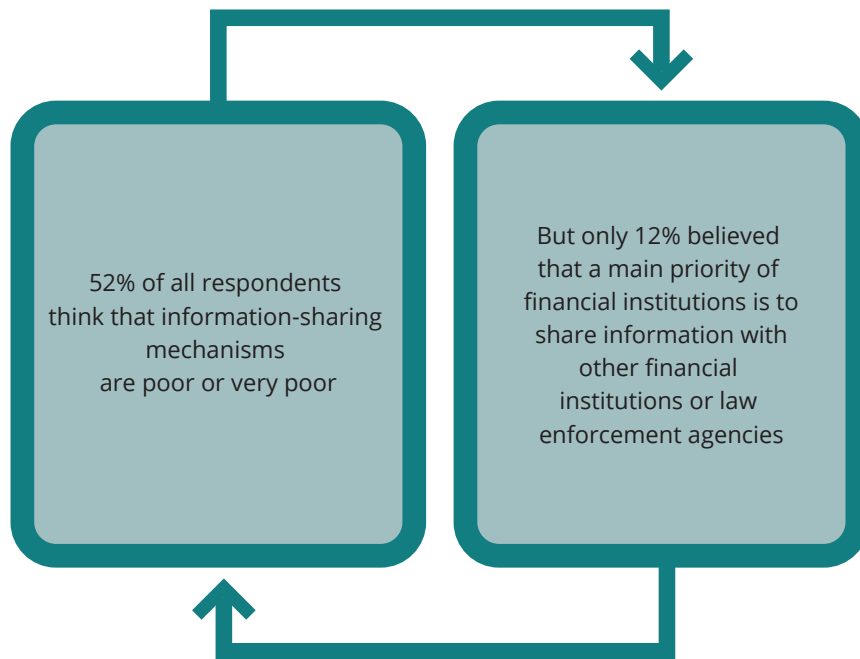 52% of all respondents
think that information-sharing
mechanisms
are poor or very poor
But only 12% believed
that a main priority of
financial institutions is to
share information with
other financial
institutions or law
enforcement agencies